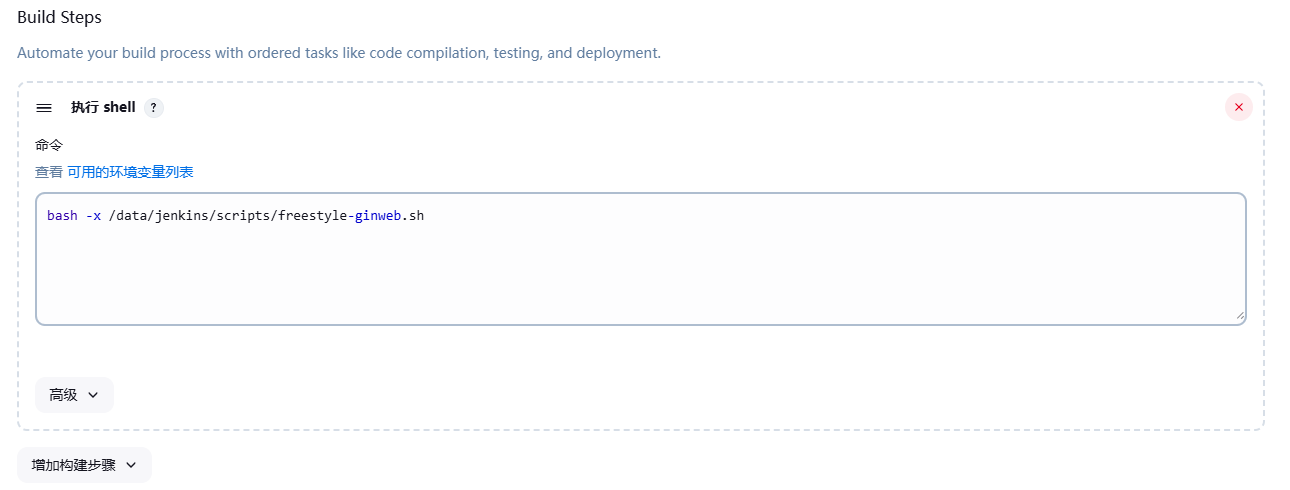 Build Steps
Automate your build process with ordered tasks like code compilation, testing, and deployment.
执行 shell ?
命令
查看 可用的环境变量列表
bash -x /data/jenkins/scripts/freestyle-ginweb.sh
高级
增加构建步骤